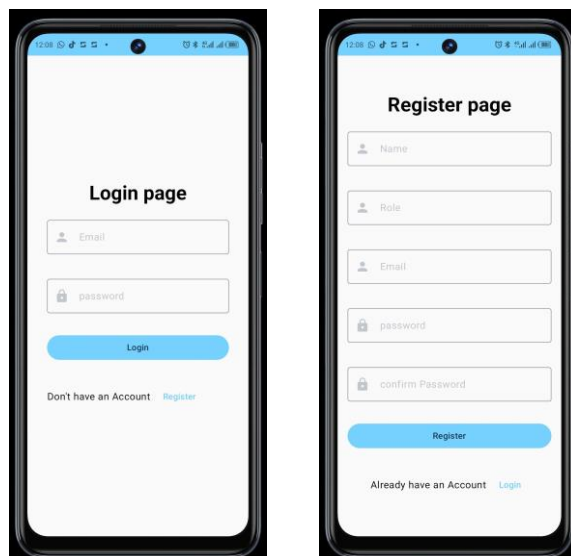 12:08
Login page
Email
password
Login
Don't have an Account Register
12:08
Register page
Name
Role
Email
password
confirm Password
Register
Already have an Account Login